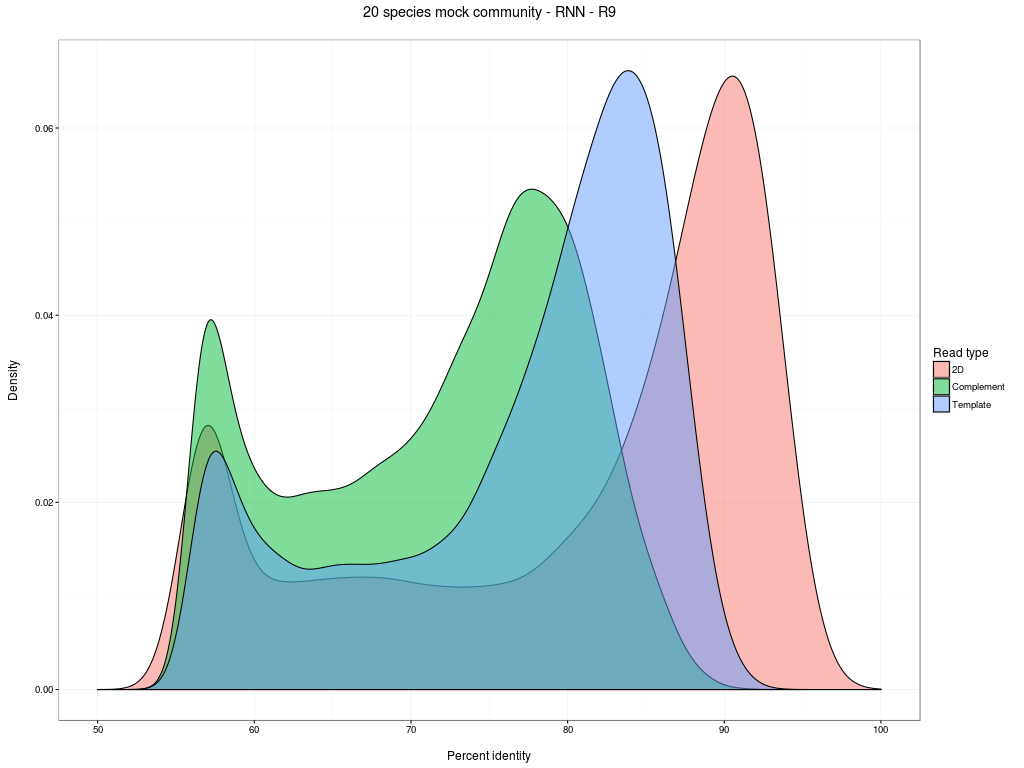 20 species mock community - RNN - R9
Density
0.06
0.04
0.02
0.00
50 60 70 80 90 100
Percent identity
Read type
2D
Complement
Template